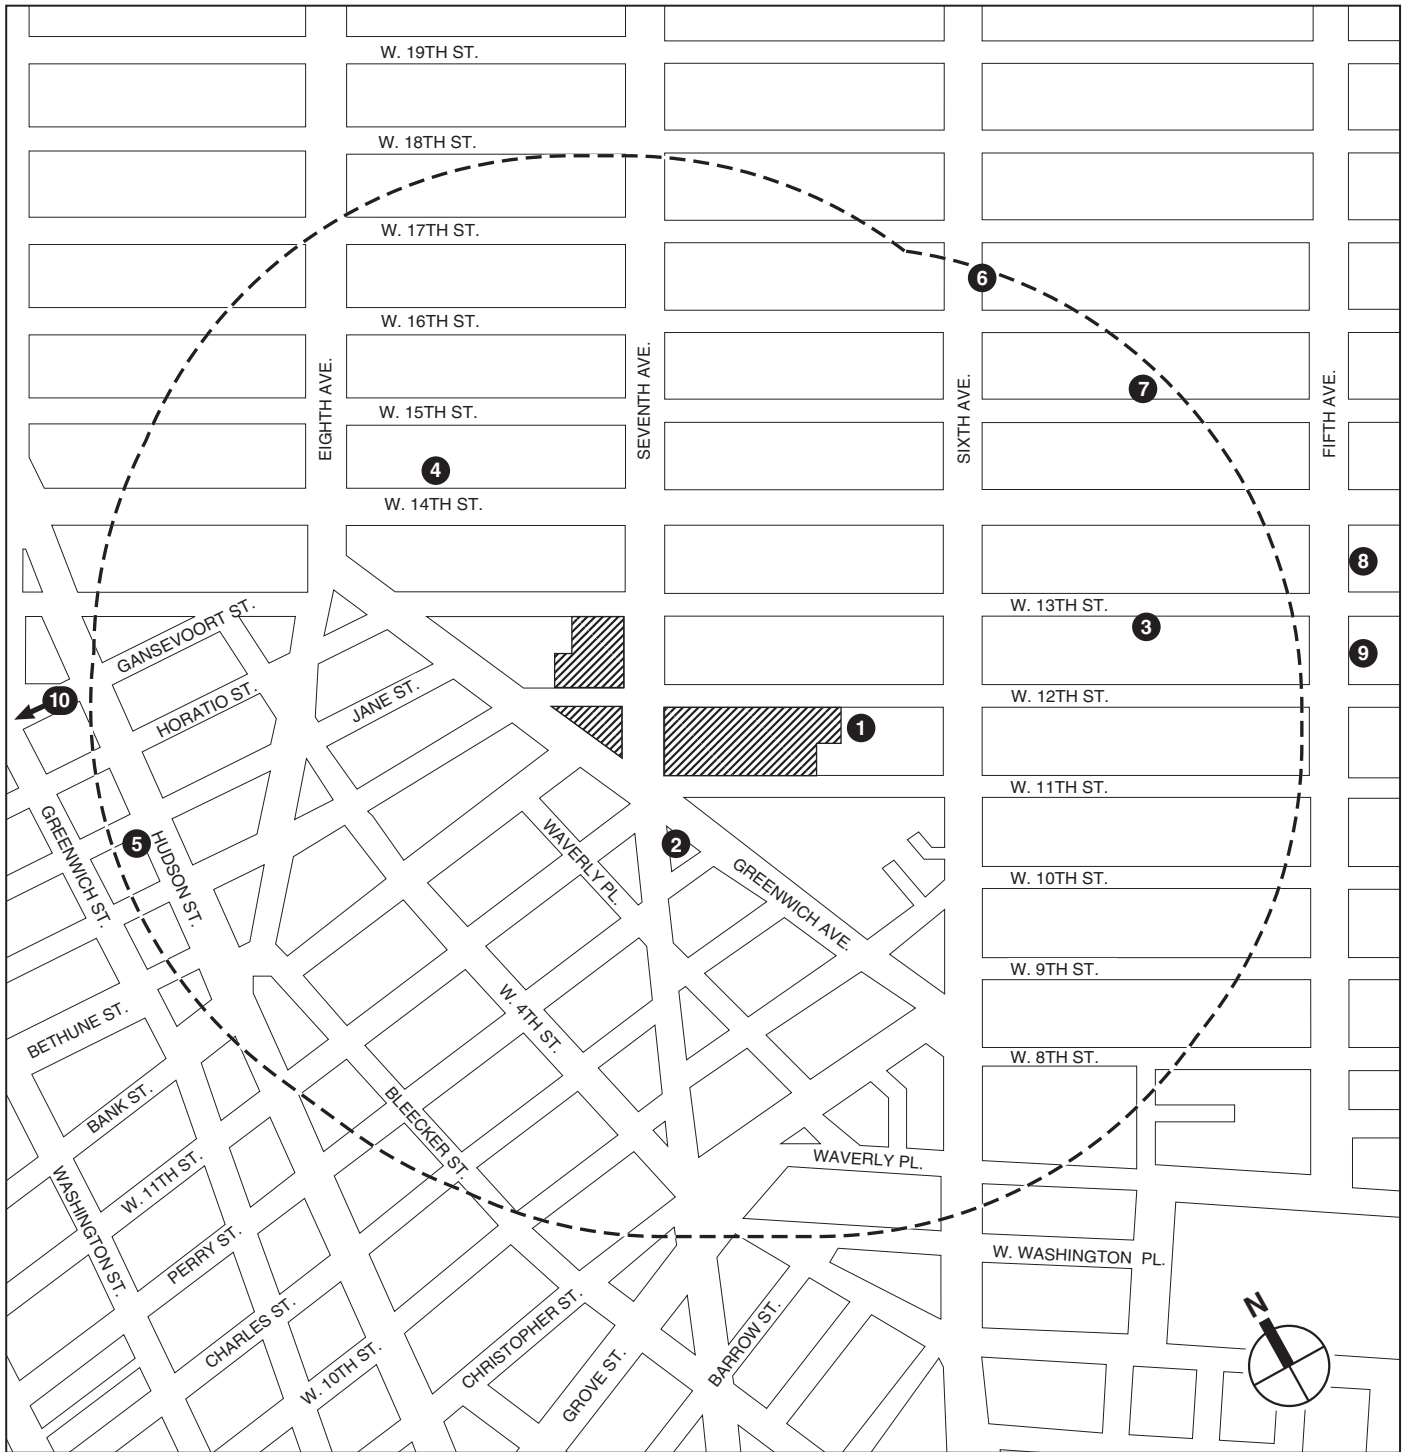 W. 19TH ST.
W. 18TH ST.
W. 17TH ST.
6
W. 16TH ST.
EIGHTH AVE.
SEVENTH AVE.
SIXTH AVE.
FIFTH AVE.
7
W. 15TH ST.
4
W. 14TH ST.
8
W. 13TH ST.
3
GANSEVOORT ST.
9
10
HORATIO ST.
JANE ST.
W. 12TH ST.
1
W. 11TH ST.
5
2
GREENWICH ST.
HUDSON ST.
WAVERLY PL.
GREENWICH AVE.
W. 10TH ST.
W. 9TH ST.
BETHUNE ST.
W. 4TH ST.
W. 8TH ST.
BANK ST.
BLEECKER ST.
WAVERLY PL.
W. 11TH ST.
WASHINGTON ST.
PERRY ST.
W. WASHINGTON PL.
N
CHARLES ST.
CHRISTOPHER ST.
BARROW ST.
W. 10TH ST.
GROVE ST.